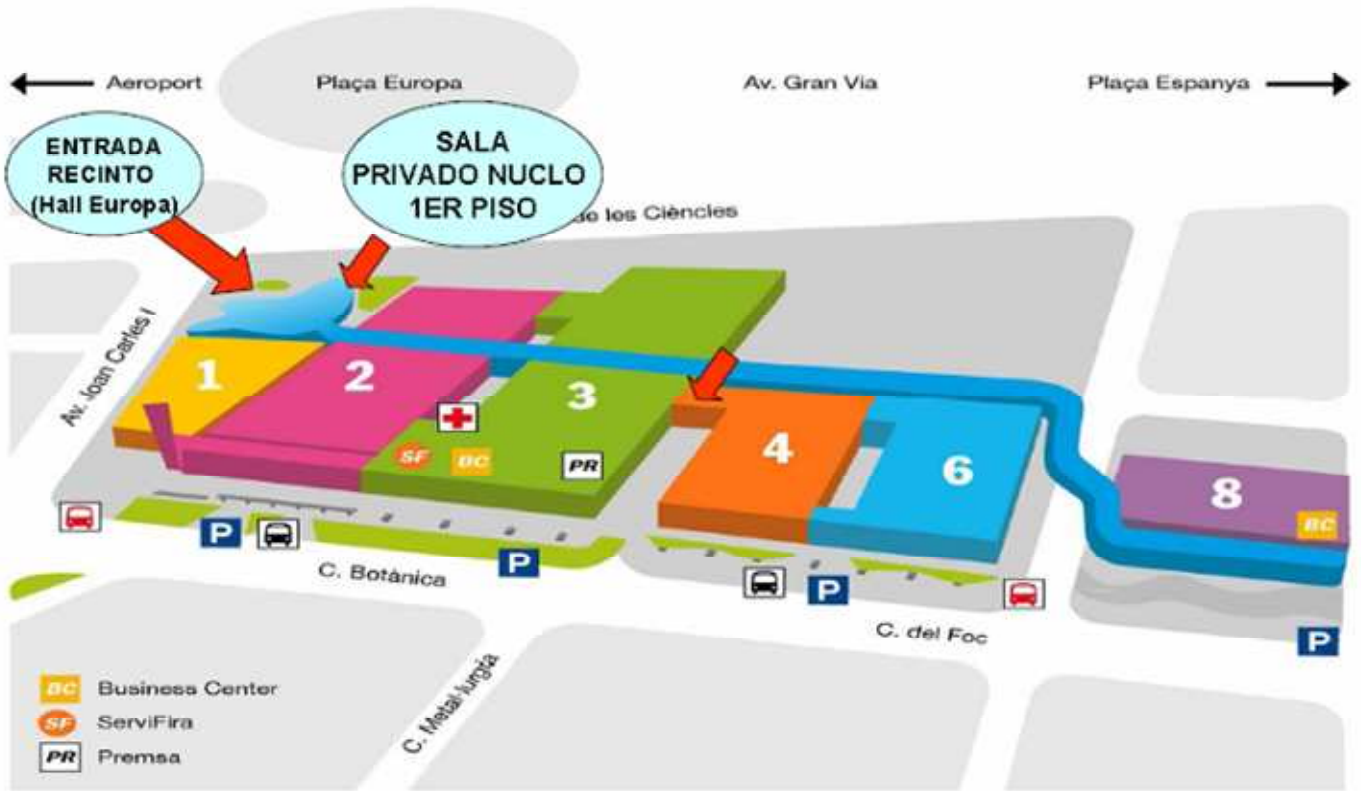 Aeroport
Plaça Europa
Av. Gran Via
Plaça Espanya
ENTRADA
RECINTO
(Hall Europa)
SALA
PRIVADO NUCLO
1ER PISO
de les Ciències
Av. Joan Carles I
1
2
3
4
6
8
SF
BC
PR
BC
P
P
P
P
C. Botànica
C. del Foc
C. Metal·lurgia
BC Business Center
SF ServiFira
PR Premsa